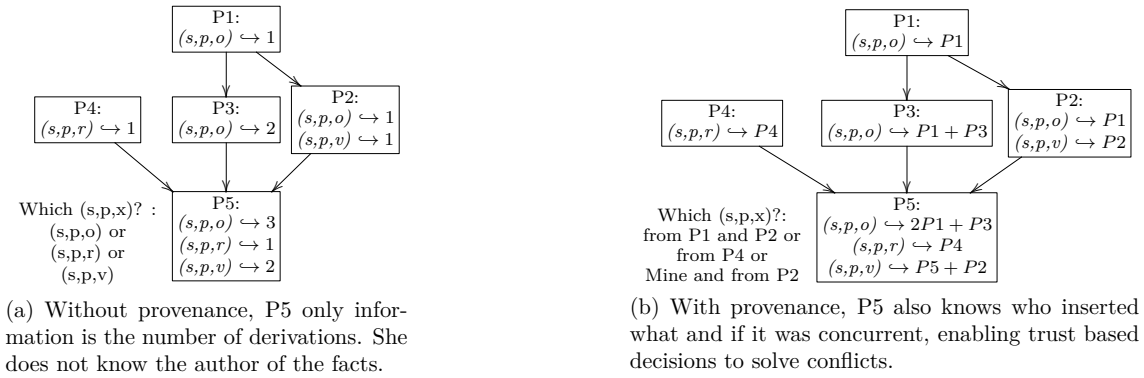 P1:
(s,p,o) ↪ 1
P4:
(s,p,r) ↪ 1
P3:
(s,p,o) ↪ 2
P2:
(s,p,o) ↪ 1
(s,p,v) ↪ 1
P5:
(s,p,o) ↪ 3
(s,p,r) ↪ 1
(s,p,v) ↪ 2
Which (s,p,x)? :
(s,p,o) or
(s,p,r) or
(s,p,v)
(a) Without provenance, P5 only infor-
mation is the number of derivations. She
does not know the author of the facts.
P1:
(s,p,o) ↪ P1
P4:
(s,p,r) ↪ P4
P3:
(s,p,o) ↪ P1 + P3
P2:
(s,p,o) ↪ P1
(s,p,v) ↪ P2
P5:
(s,p,o) ↪ 2P1 + P3
(s,p,r) ↪ P4
(s,p,v) ↪ P5 + P2
Which (s,p,x)?:
from P1 and P2 or
from P4 or
Mine and from P2
(b) With provenance, P5 also knows who inserted
what and if it was concurrent, enabling trust based
decisions to solve conflicts.